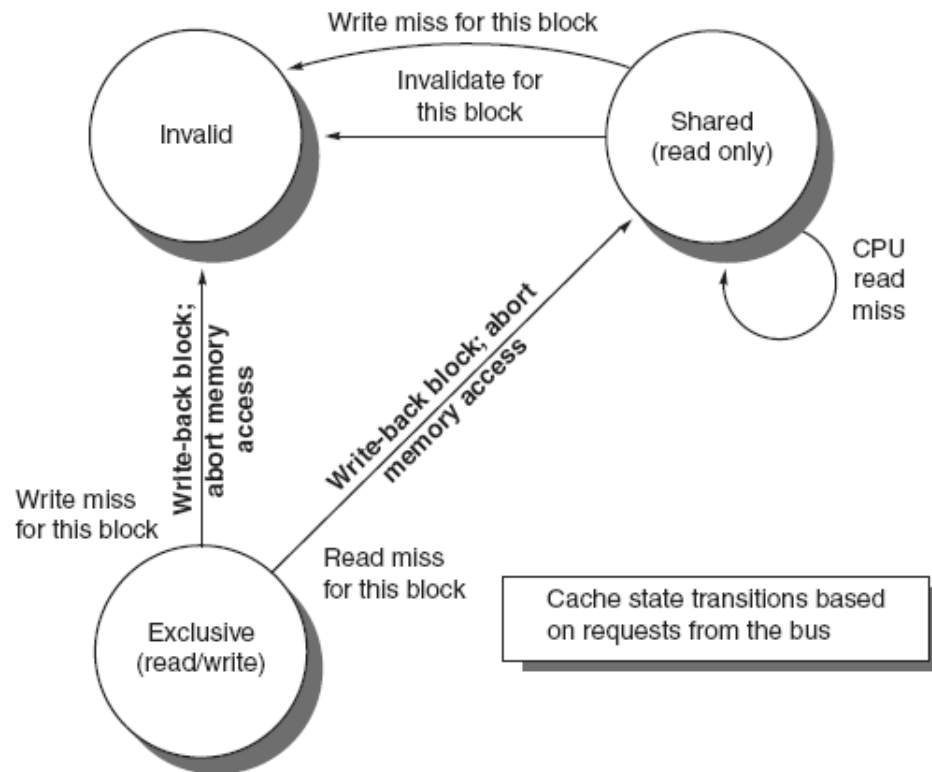 Write miss for this block
Invalidate for
this block
Invalid
Shared
(read only)
CPU
read
miss
Write-back block;
abort memory
access
Write-back block; abort
memory access
Write miss
for this block
Read miss
for this block
Exclusive
(read/write)
Cache state transitions based
on requests from the bus